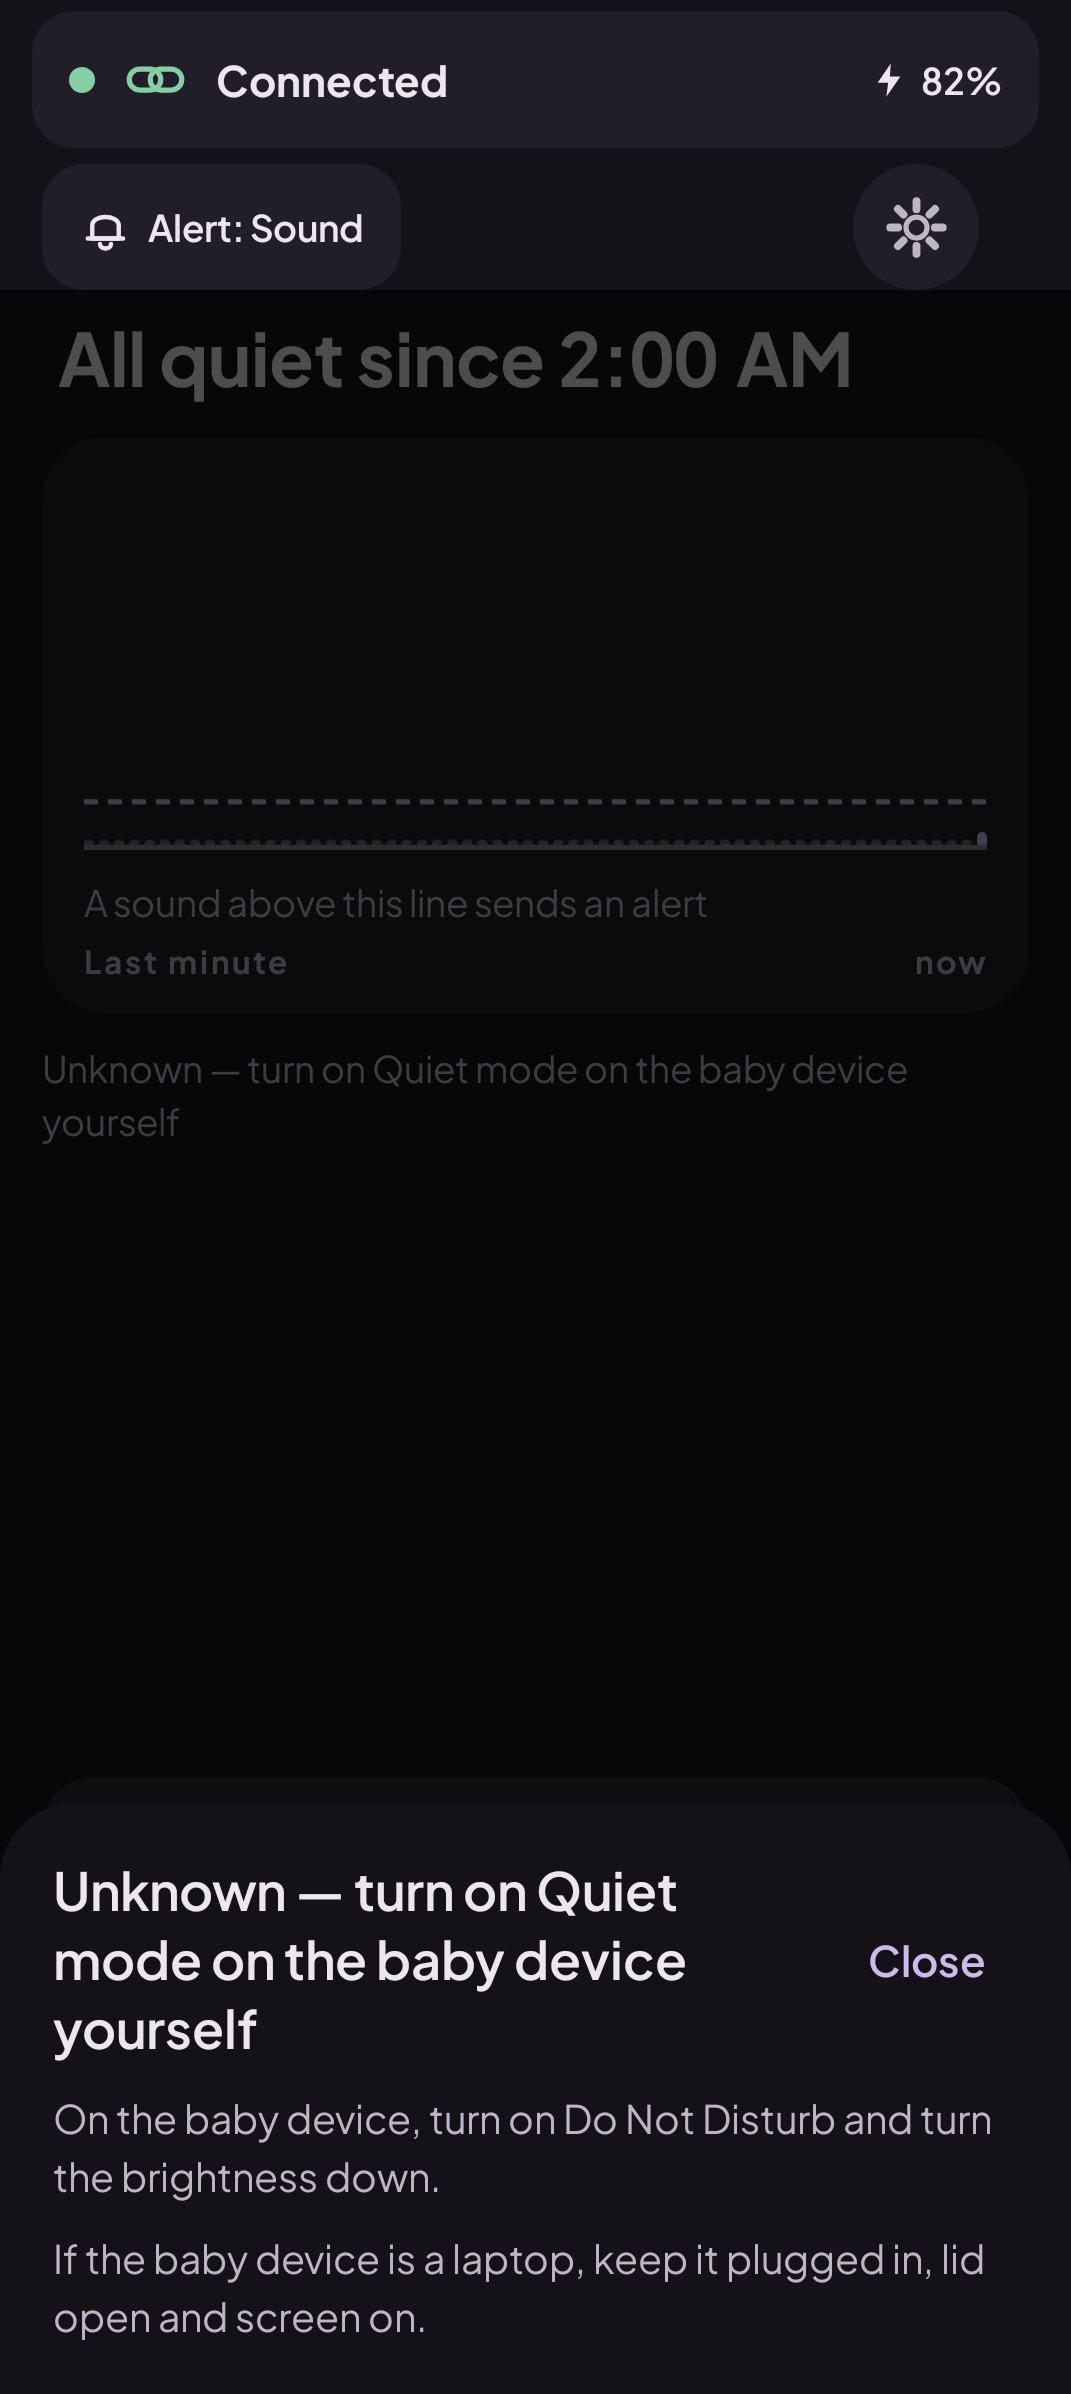 Connected
82%
Alert: Sound
All quiet since 2:00 AM
A sound above this line sends an alert
Last minute
now
Unknown — turn on Quiet mode on the baby device
yourself
Unknown — turn on Quiet
mode on the baby device
yourself
Close
On the baby device, turn on Do Not Disturb and turn
the brightness down.
If the baby device is a laptop, keep it plugged in, lid
open and screen on.